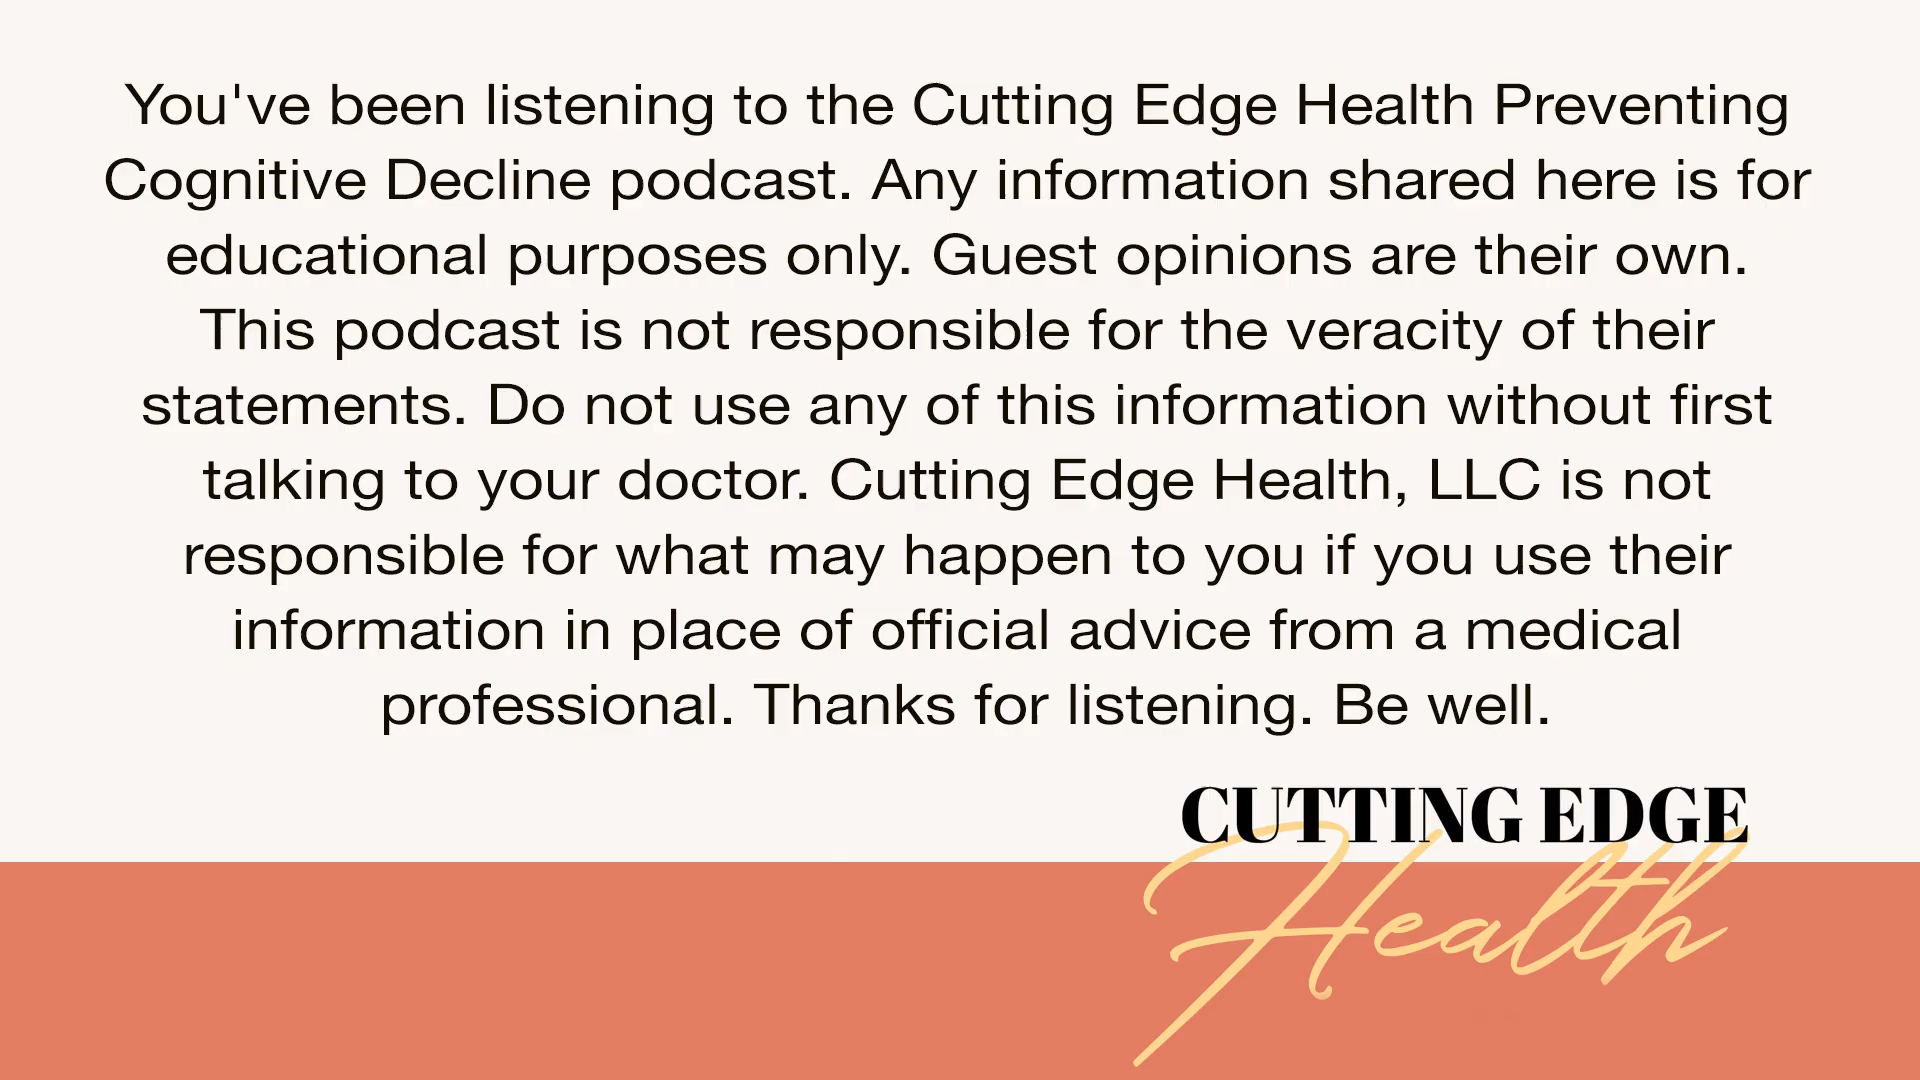 You've been listening to the Cutting Edge Health Preventing
Cognitive Decline podcast. Any information shared here is for
educational purposes only. Guest opinions are their own.
This podcast is not responsible for the veracity of their
statements. Do not use any of this information without first
talking to your doctor. Cutting Edge Health, LLC is not
responsible for what may happen to you if you use their
information in place of official advice from a medical
professional. Thanks for listening. Be well.
CUTTING EDGE
Health